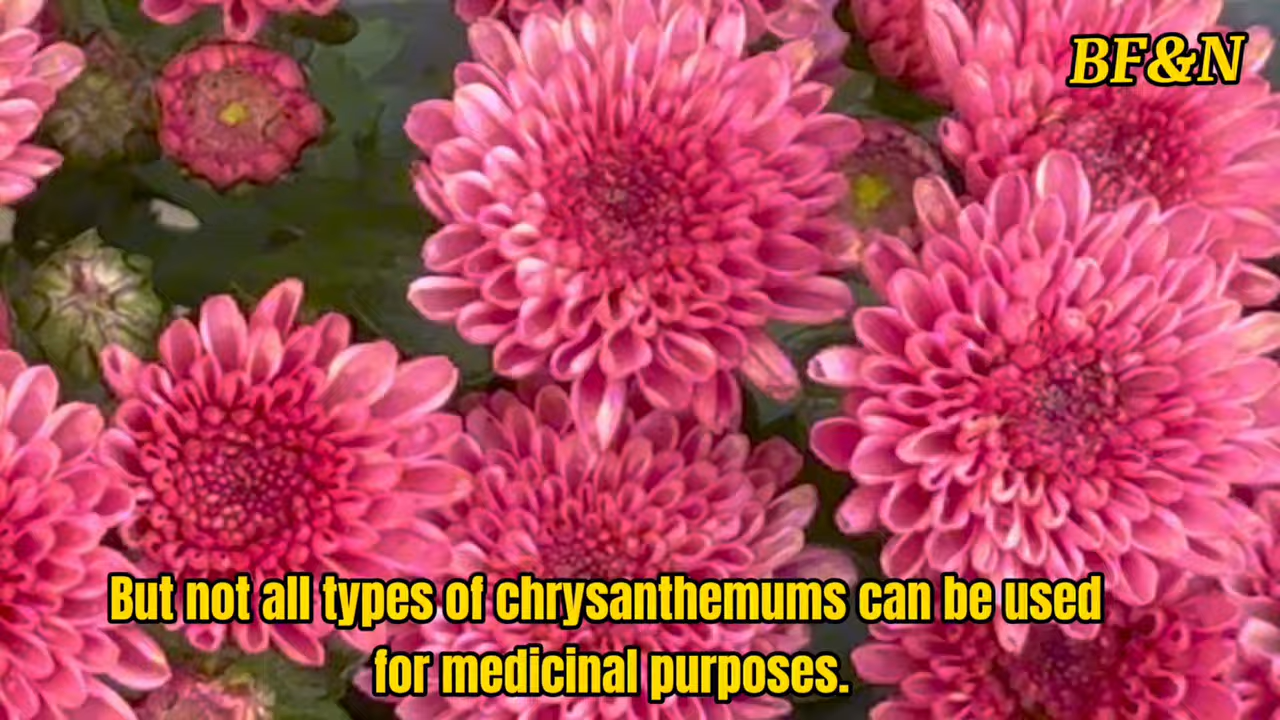 BF&N
But not all types of chrysanthemums can be used
for medicinal purposes.